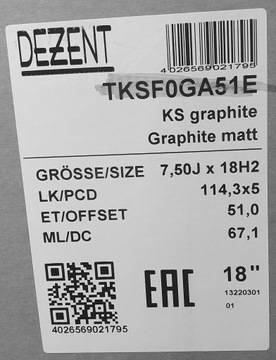 DEZENT
4026569021795
TKSF0GA51E
KS graphite
Graphite matt
GRÖSSE/SIZE 7,50J x 18H2
LK/PCD 114,3x5
ET/OFFSET 51,0
ML/DC 67,1
EAC 18"
13220301
01
4026569021795